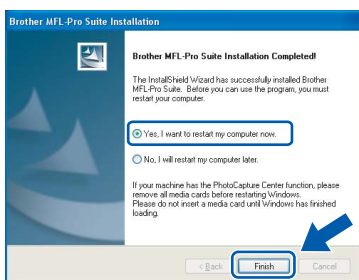 Brother MFL-Pro Suite Installation
Brother MFL-Pro Suite Installation Completed!
The InstallShield Wizard has successfully installed Brother
MFL-Pro Suite. Before you can use the program, you must
restart your computer.
Yes, I want to restart my computer now.
No, I will restart my computer later.
If your machine has the PhotoCapture Center function, please
remove all media cards before restarting Windows.
Please do not insert a media card until Windows has finished
loading.
< Back
Finish
Cancel